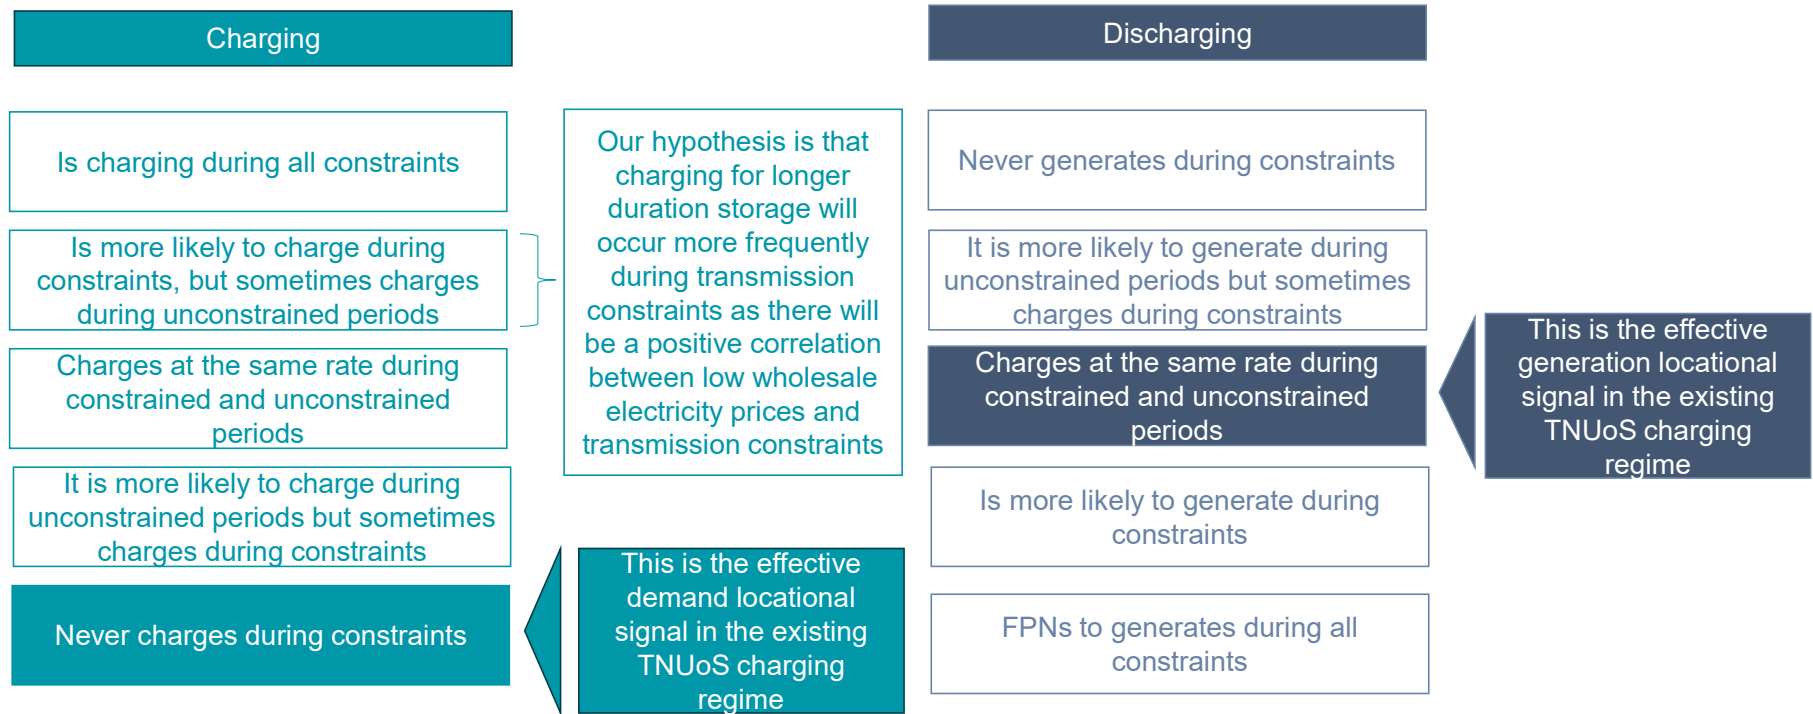 Charging
Is charging during all constraints
Is more likely to charge during
constraints, but sometimes charges
during unconstrained periods
Charges at the same rate during
constrained and unconstrained
periods
It is more likely to charge during
unconstrained periods but sometimes
charges during constraints
Never charges during constraints
Our hypothesis is that
charging for longer
duration storage will
occur more frequently
during transmission
constraints as there will
be a positive correlation
between low wholesale
electricity prices and
transmission constraints
This is the effective
demand locational
signal in the existing
TNUoS charging
regime
Discharging
Never generates during constraints
It is more likely to generate during
unconstrained periods but sometimes
charges during constraints
Charges at the same rate during
constrained and unconstrained
periods
Is more likely to generate during
constraints
FPNs to generates during all
constraints
This is the effective
generation locational
signal in the existing
TNUoS charging
regime